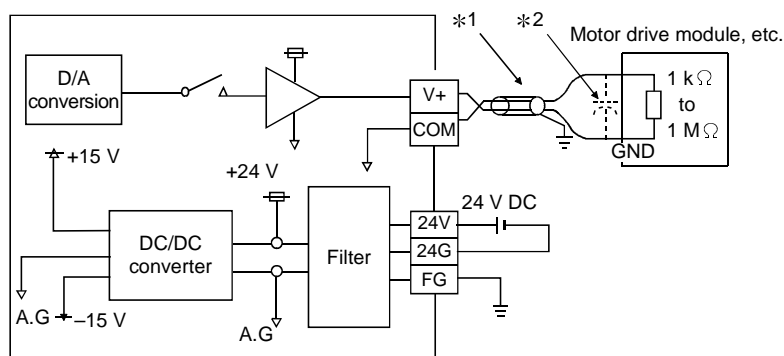 *1
*2
Motor drive module, etc.
D/A
conversion
V+
COM
1 kΩ
to
1 MΩ
GND
+15 V
+24 V
24 V DC
DC/DC
converter
Filter
24V
24G
FG
A.G
–15 V
A.G